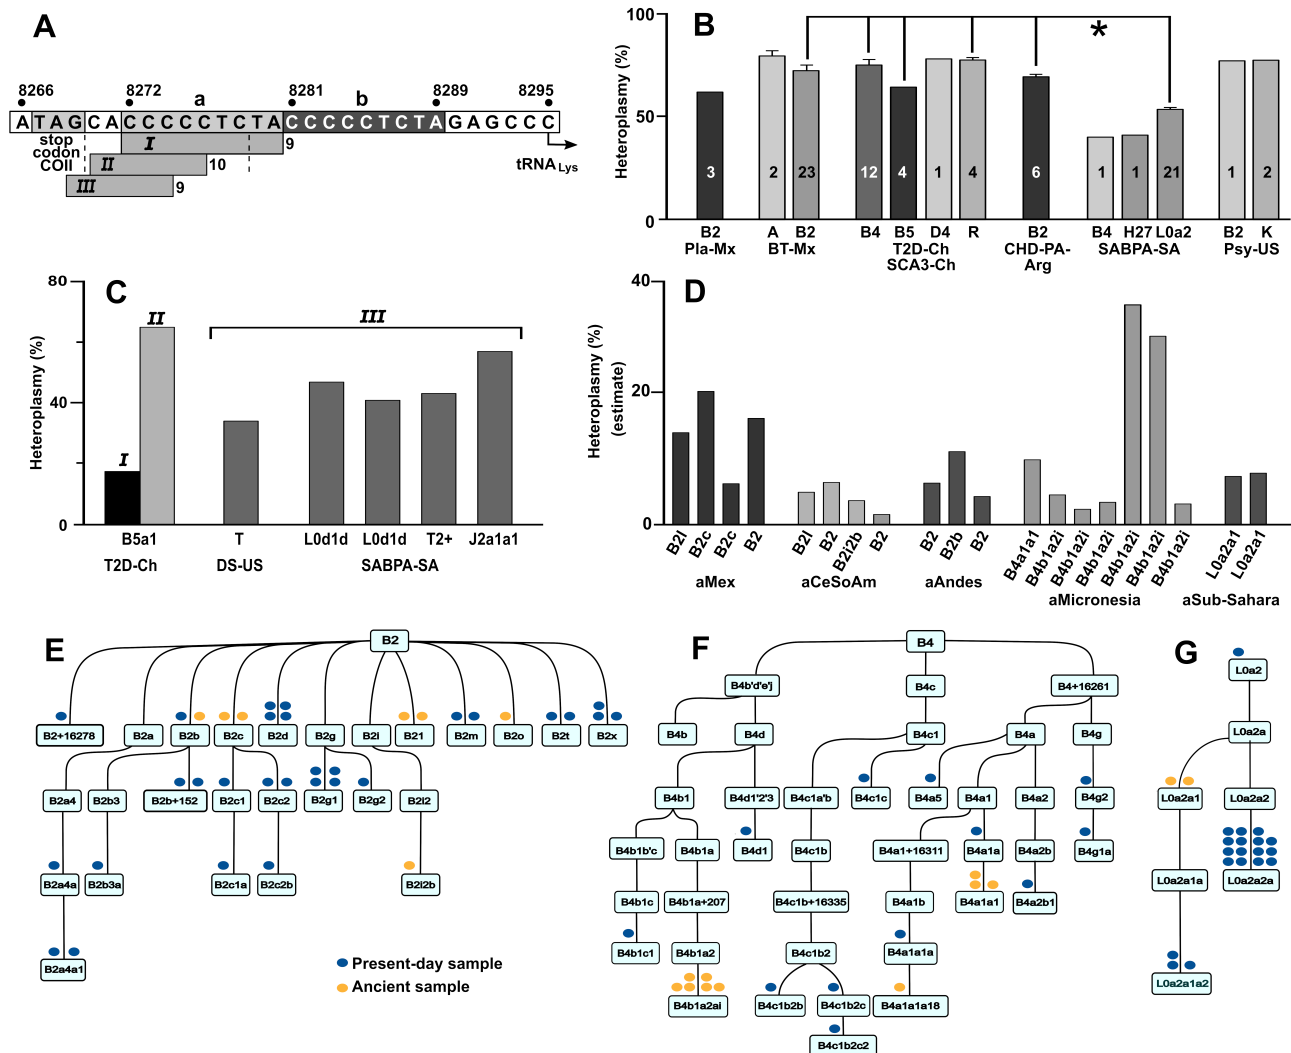 A
8266 8272 a 8281 b 8289 8295
A T A G C A C C C C C T C T A C C C C C T C T A G A G C C C C
stop codon COII
I 9
II 10
III 9
tRNA Lys
B
Heteroplasmy (%)
100
50
0
*
3 2 23 12 4 1 4 6 1 1 21 1 2
B2 A B2 B4 B5 D4 R B2 B4 H27 L0a2 B2 K
Pla-Mx BT-Mx T2D-Ch SCA3-Ch CHD-PA-Arg SABPA-SA Psy-US
C
Heteroplasmy (%)
80
40
0
I II III
B5a1 T L0d1d L0d1d T2+ J2a1a1
T2D-Ch DS-US SABPA-SA
D
Heteroplasmy (%)
(estimate)
40
20
0
B2l B2c B2c B2 B2l B2 B2i2b B2 B2 B2b B2 B4a1a1 B4b1a2i B4b1a2i B4b1a2i B4b1a2i B4b1a2i B4b1a2i L0a2a1 L0a2a1
aMex aCeSoAm aAndes aMicronesia aSub-Sahara
E
B2
B2+16278 B2a B2b B2c B2d B2g B2i B2l B2m B2o B2t B2x
B2a4 B2b3 B2b+152 B2c1 B2c2 B2g1 B2g2 B2i2
B2a4a B2b3a B2c1a B2c2b B2i2b
B2a4a1
Present-day sample
Ancient sample
F
B4
B4b'd'e'j B4c B4+16261
B4b B4d B4c1 B4a B4g
B4b1 B4d1'2'3 B4c1a'b B4c1c B4a5 B4a1 B4a2 B4g2
B4b1b'c B4b1a B4d1 B4c1b B4a1+16311 B4a1a B4a2b B4g1a
B4b1c B4b1a+207 B4c1b+16335 B4a1b B4a1a1 B4a2b1
B4b1c1 B4b1a2 B4c1b2 B4a1a1a
B4b1a2ai B4c1b2b B4c1b2c B4a1a1a18
B4c1b2c2
G
L0a2
L0a2a
L0a2a1 L0a2a2
L0a2a1a L0a2a2a
L0a2a1a2